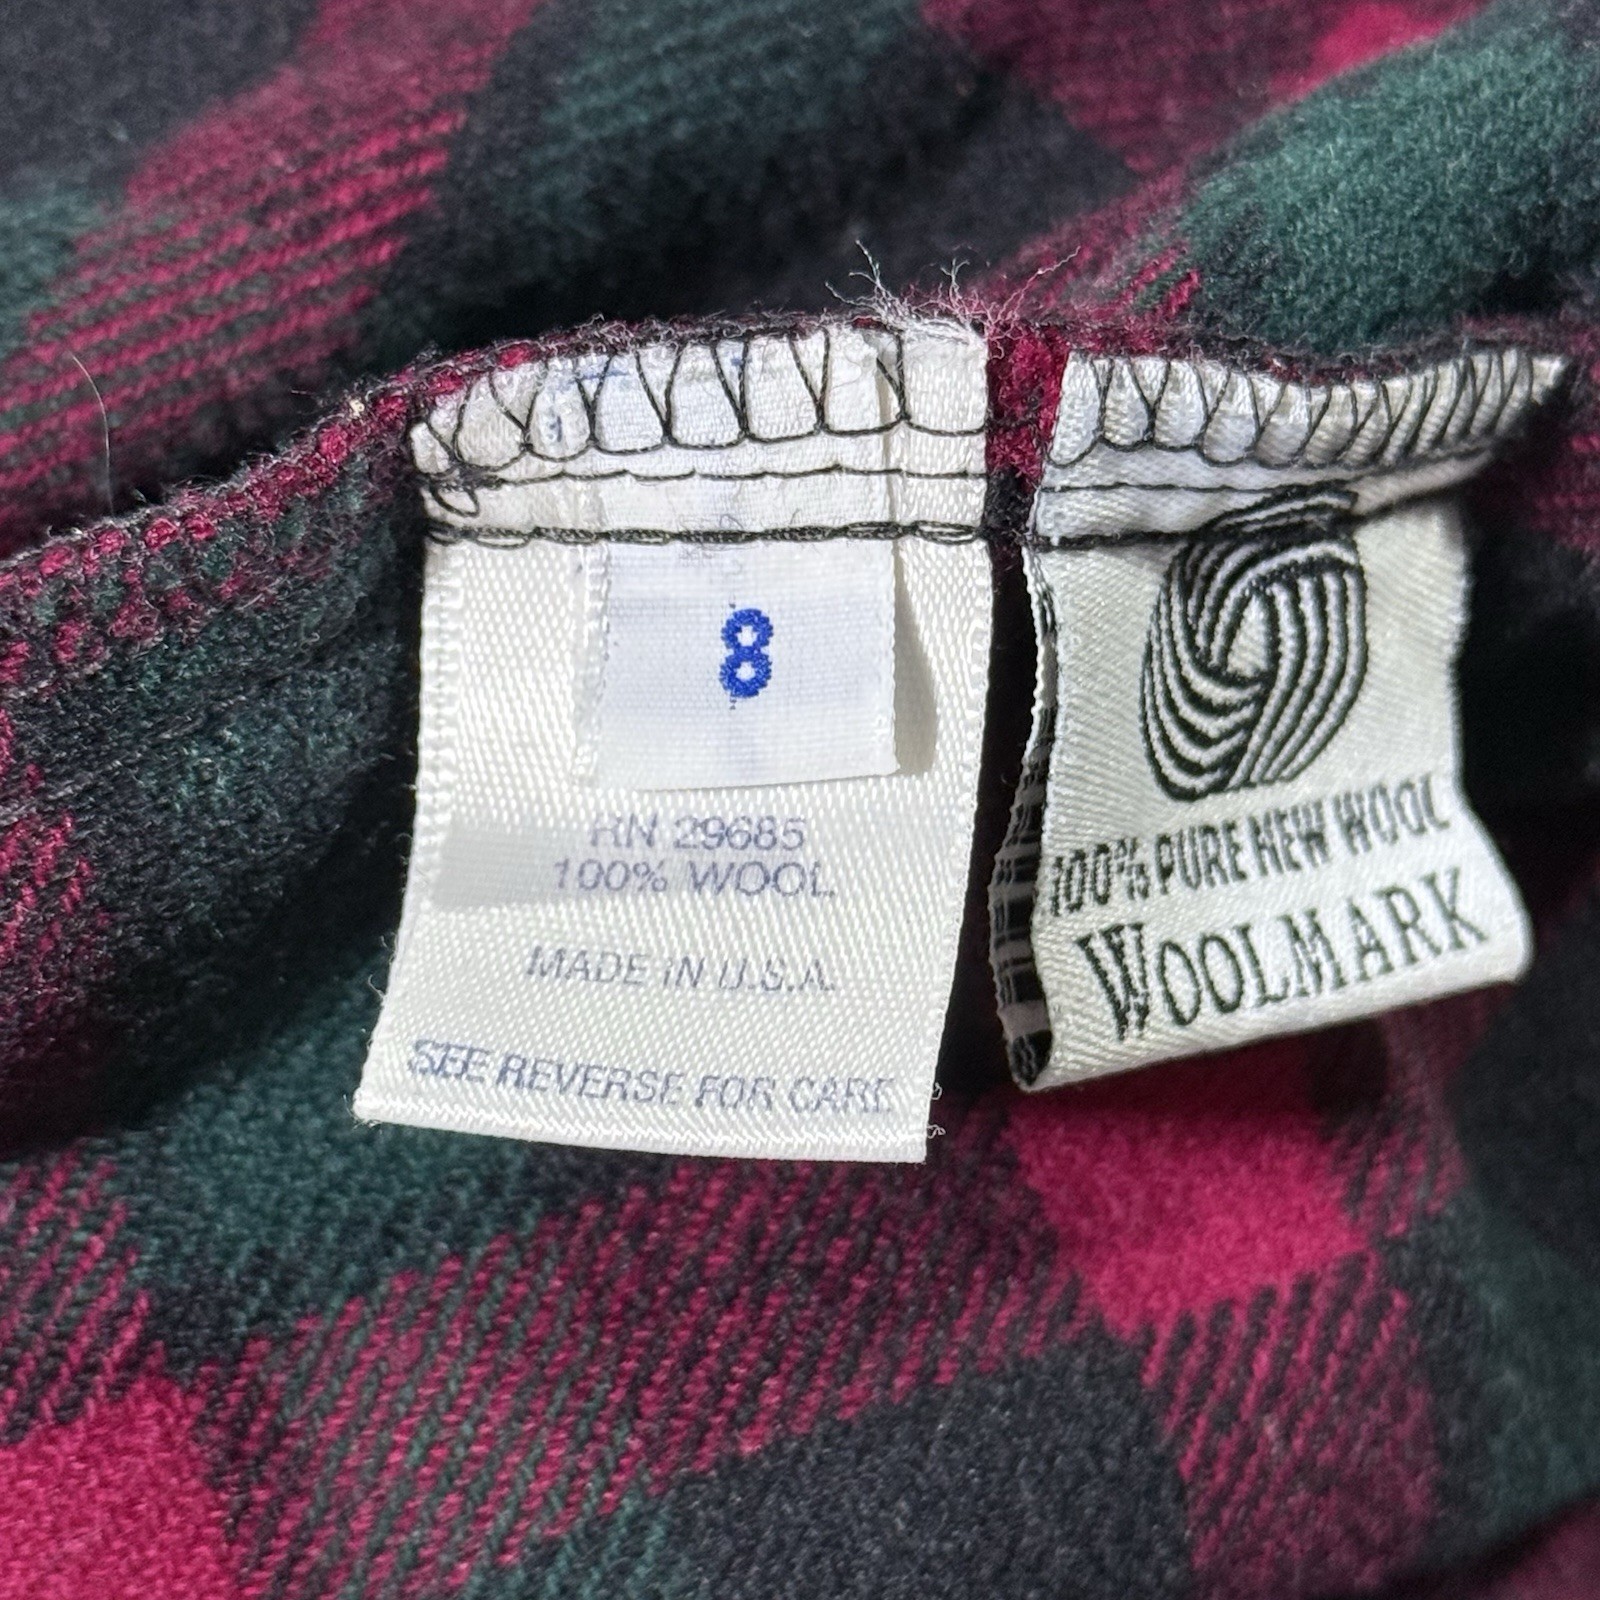 8
RN 29685
100% WOOL
MADE IN U.S.A.
SEE REVERSE FOR CARE
100% PURE NEW WOOL
WOOLMARK